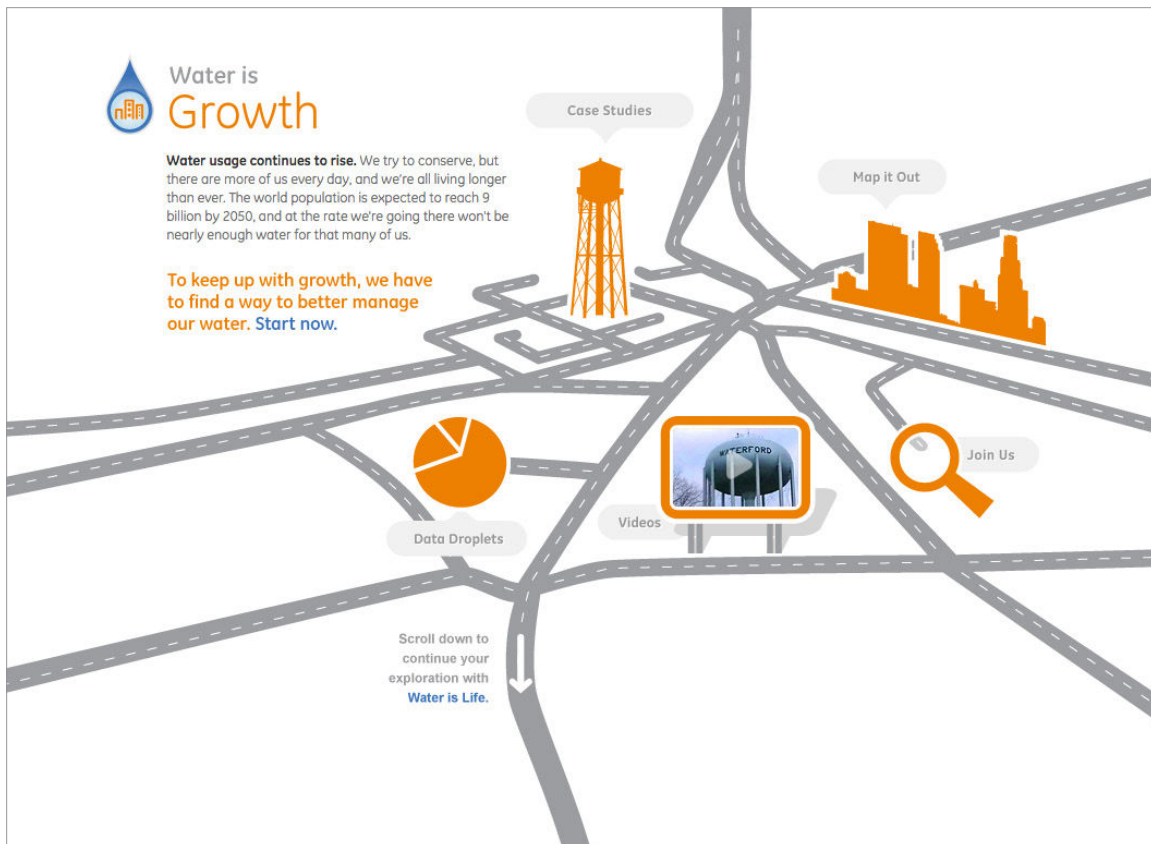 Water is
Growth
Water usage continues to rise. We try to conserve, but
there are more of us every day, and we're all living longer
than ever. The world population is expected to reach 9
billion by 2050, and at the rate we're going there won't be
nearly enough water for that many of us.
To keep up with growth, we have
to find a way to better manage
our water. Start now.
Case Studies
Map it Out
WATERFORD
Join Us
Videos
Data Droplets
Scroll down to
continue your
exploration with
Water is Life.